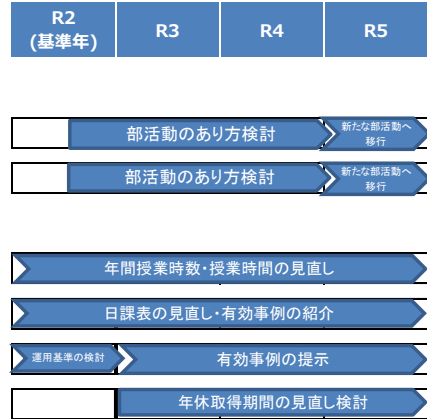 R2 R3 R4 R5
(基準年)
部活動のあり方検討 新たな部活動へ
移行
部活動のあり方検討 新たな部活動へ
移行
年間授業時数・授業時間の見直し
日課表の見直し・有効事例の紹介
運用基準の検討 有効事例の提示
年休取得期間の見直し検討